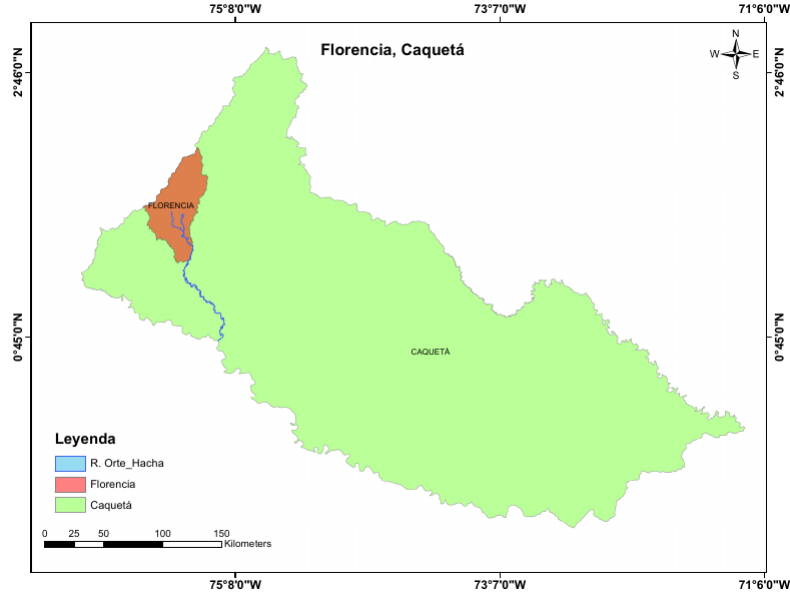 75°8'0"W
73°7'0"W
71°6'0"W
Florencia, Caquetá
N
W
E
S
2°46'0"N
2°46'0"N
FLORENCIA
0°45'0"N
0°45'0"N
CAQUETÀ
Leyenda
R. Orte_Hacha
Florencia
Caquetá
0 25 50 100 150
Kilometers
75°8'0"W
73°7'0"W
71°6'0"W